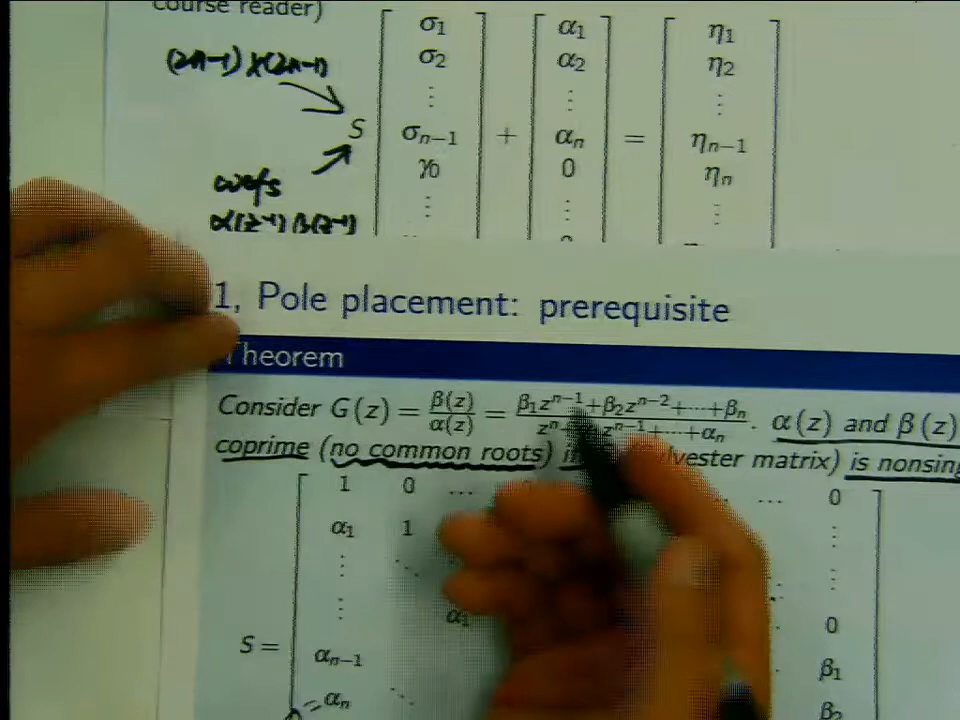 course reader)
(2n-1)X(2n-1)
S [ σ1 σ2 ⋮ σn−1 γ0 ⋮ ] + [ α1 α2 ⋮ αn 0 ⋮ 0 ] = [ η1 η2 ⋮ ηn−1 ηn ⋮ ]
coefs
α(z-1) β(z-1)
1, Pole placement: prerequisite
Theorem
Consider G(z) = β(z)/α(z) = β1z^{n−1}+β2z^{n−2}+⋯+βn / z^n z^{n−1}+⋯+αn . α(z) and β(z)
coprime (no common roots) matrix) is
1 0 … … 0
α1 1 ⋮
⋮ ⋱ ⋮
⋮ α1 0
S = αn−1 β1
=αn ⋱ β2